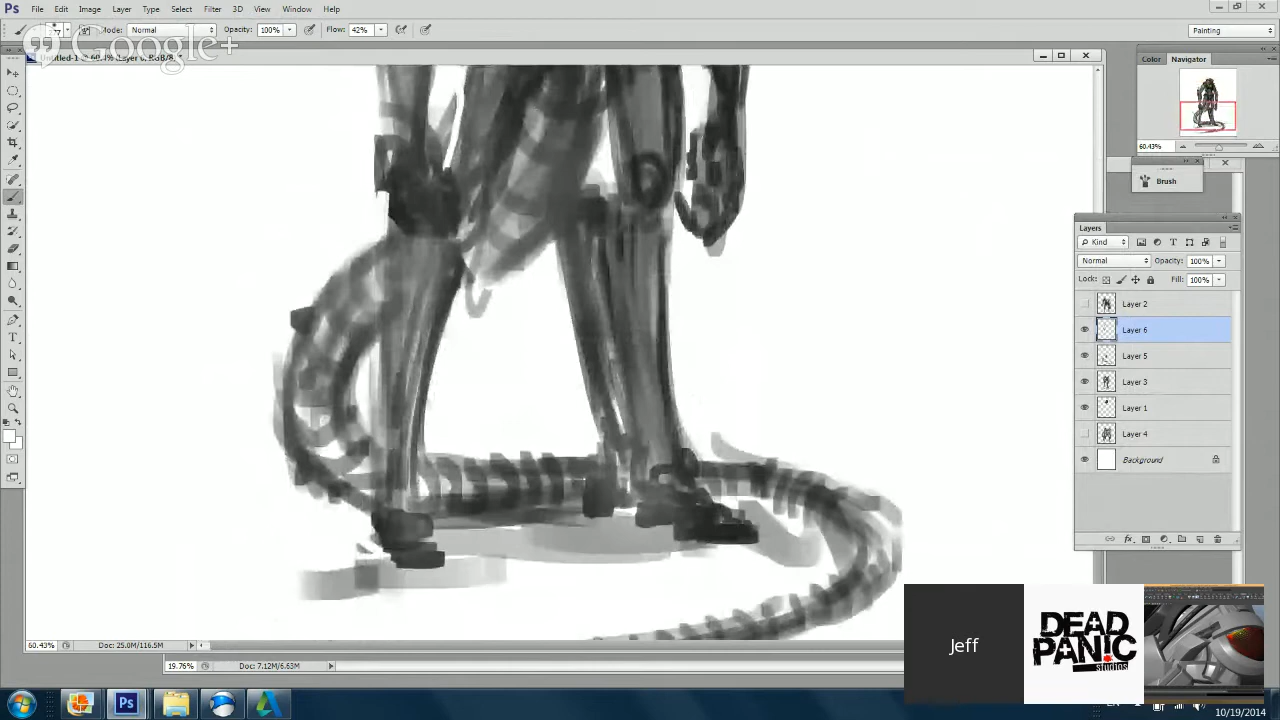 Ps File Edit Image Layer Type Select Filter 3D View Window Help
Mode: Normal Opacity: 100% Flow: 42% Painting
Google+
Color Navigator
60.43%
Brush
Layers
Kind
Normal Opacity: 100%
Lock: Fill: 100%
Layer 2
Layer 6
Layer 5
Layer 3
Layer 1
Layer 4
Background
60.43% Doc: 25.0M/116.5M
19.76% Doc: 7.12M/6.63M
Jeff
DEAD
PANIC
studios
Ps
10/19/2014